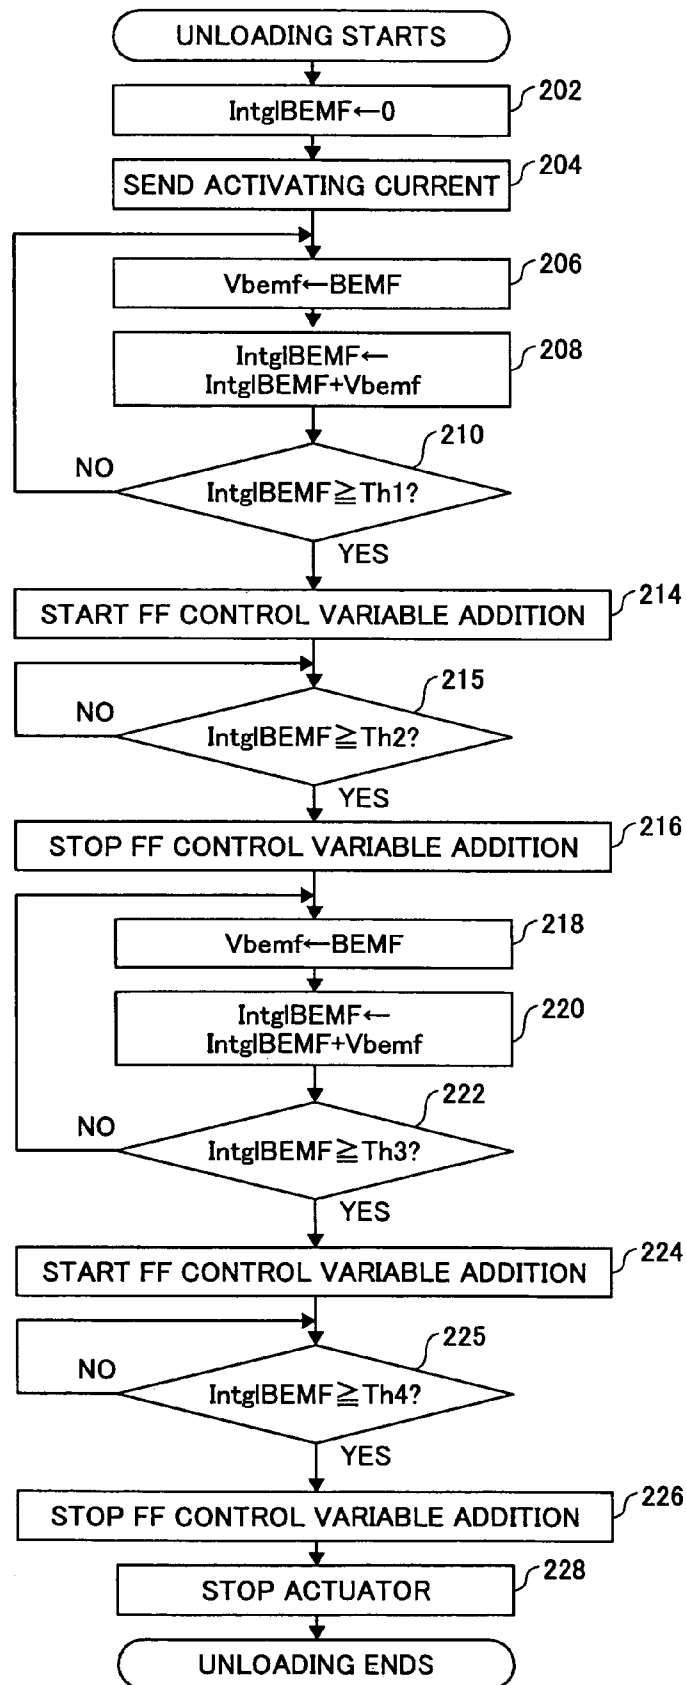 UNLOADING STARTS
IntglBEMF←0
202
SEND ACTIVATING CURRENT
204
Vbemf←BEMF
206
IntglBEMF←
IntglBEMF+Vbemf
208
210
NO
IntglBEMF≧Th1?
YES
START FF CONTROL VARIABLE ADDITION
214
215
NO
IntglBEMF≧Th2?
YES
STOP FF CONTROL VARIABLE ADDITION
216
Vbemf←BEMF
218
IntglBEMF←
IntglBEMF+Vbemf
220
222
NO
IntglBEMF≧Th3?
YES
START FF CONTROL VARIABLE ADDITION
224
225
NO
IntglBEMF≧Th4?
YES
STOP FF CONTROL VARIABLE ADDITION
226
STOP ACTUATOR
228
UNLOADING ENDS